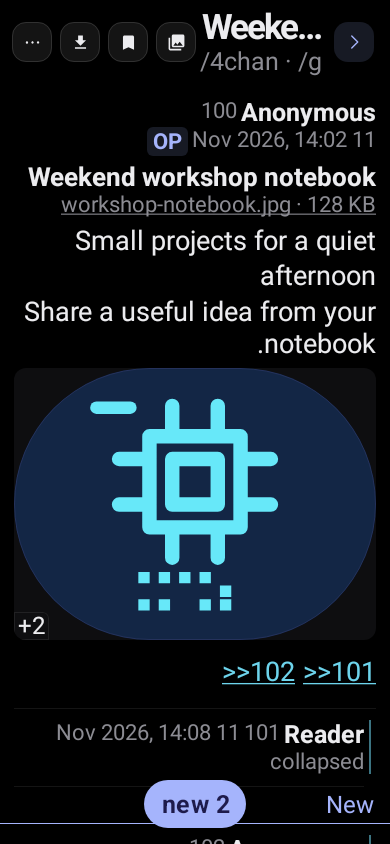 Weeke…
/4chan · /g
100 Anonymous
OP Nov 2026, 14:02 11
Weekend workshop notebook
workshop-notebook.jpg · 128 KB
Small projects for a quiet
afternoon
Share a useful idea from your
.notebook
+2
>>102 >>101
Nov 2026, 14:08 11 101 Reader
collapsed
new 2
New